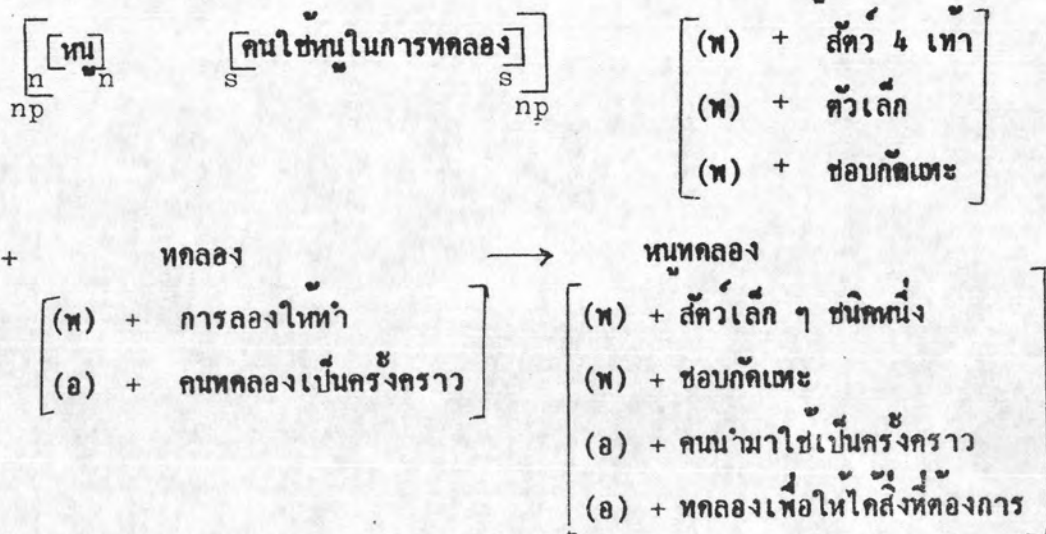 [[หนู]      [คนใช้หนูในการทดลอง]]      (พ) + สัตว์ 4 เท้า
n n      s s
np      np
(พ) + ตัวเล็ก
(พ) + ชอบกัดแทะ
+ ทดลอง → หนูทดลอง
(พ) + การลองให้ทำ      (พ) + สัตว์เล็ก ๆ ชนิดหนึ่ง
(อ) + คนทดลองเป็นครั้งคราว      (พ) + ชอบกัดแทะ
(อ) + คนนำมาใช้เป็นครั้งคราว
(อ) + ทดลองเพื่อให้ได้สิ่งที่ต้องการ